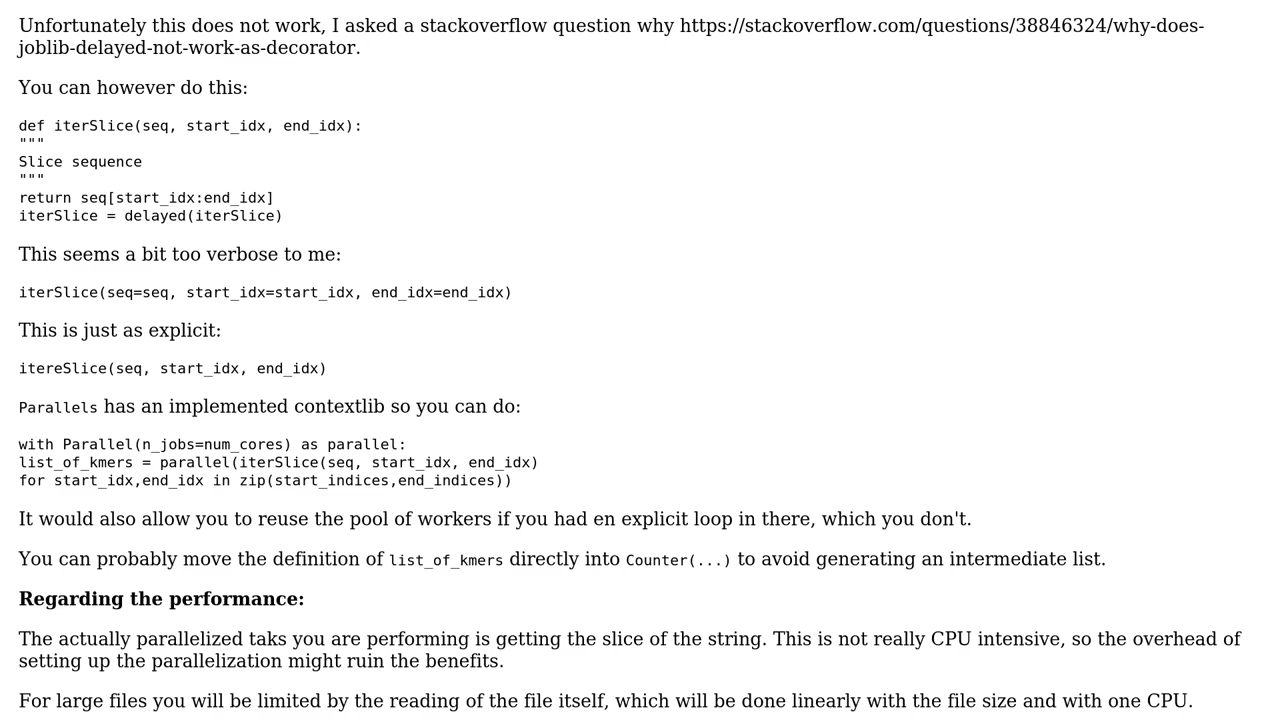 Unfortunately this does not work, I asked a stackoverflow question why https://stackoverflow.com/questions/38846324/why-does-
joblib-delayed-not-work-as-decorator.
You can however do this:
def iterSlice(seq, start_idx, end_idx):
"""
Slice sequence
"""
return seq[start_idx:end_idx]
iterSlice = delayed(iterSlice)
This seems a bit too verbose to me:
iterSlice(seq=seq, start_idx=start_idx, end_idx=end_idx)
This is just as explicit:
itereSlice(seq, start_idx, end_idx)
Parallels has an implemented contextlib so you can do:
with Parallel(n_jobs=num_cores) as parallel:
list_of_kmers = parallel(iterSlice(seq, start_idx, end_idx)
for start_idx,end_idx in zip(start_indices,end_indices))
It would also allow you to reuse the pool of workers if you had en explicit loop in there, which you don't.
You can probably move the definition of list_of_kmers directly into Counter(...) to avoid generating an intermediate list.
Regarding the performance:
The actually parallelized taks you are performing is getting the slice of the string. This is not really CPU intensive, so the overhead of
setting up the parallelization might ruin the benefits.
For large files you will be limited by the reading of the file itself, which will be done linearly with the file size and with one CPU.